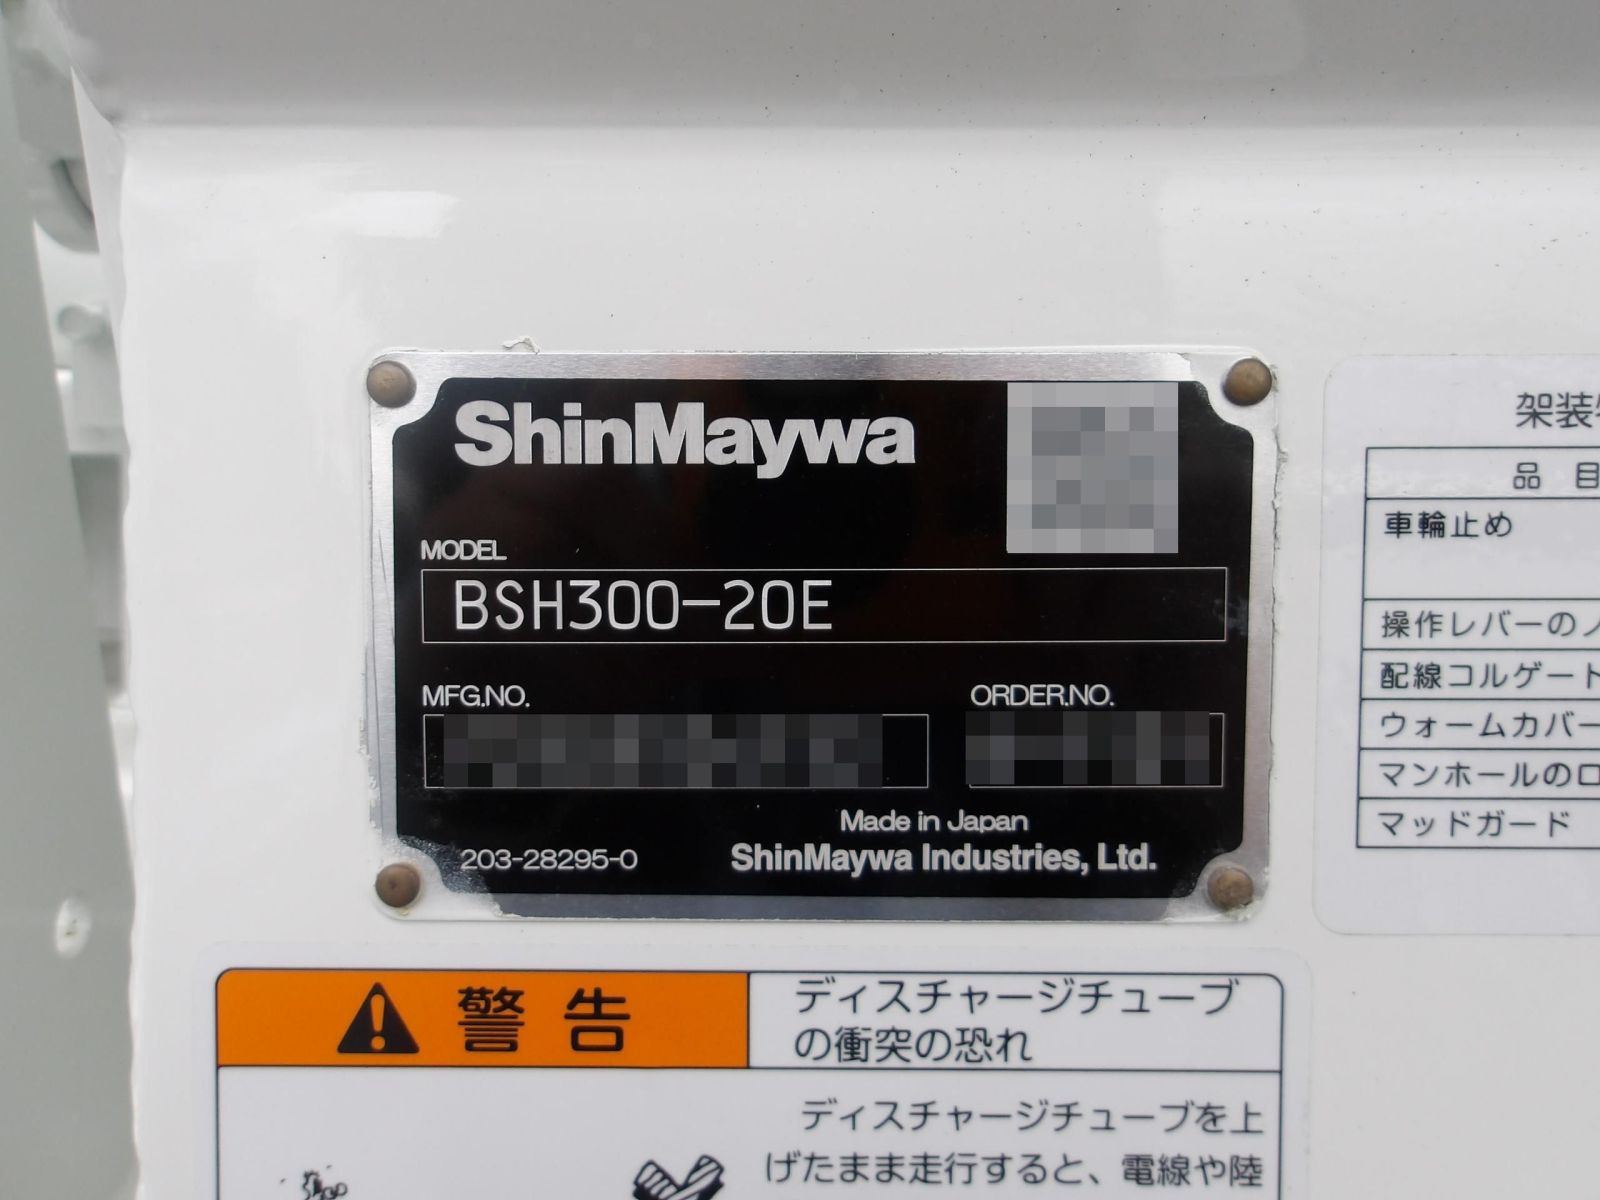 ShinMaywa
MODEL
BSH300-20E
MFG.NO.
ORDER.NO.
Made in Japan
203-28295-0
ShinMaywa Industries, Ltd.
架装
品 目
車輪止め
操作レバーのノ
配線コルゲート
ウォームカバー
マンホールのロ
マッドガード
警告
ディスチャージチューブ
の衝突の恐れ
ディスチャージチューブを上
げたまま走行すると、電線や陸